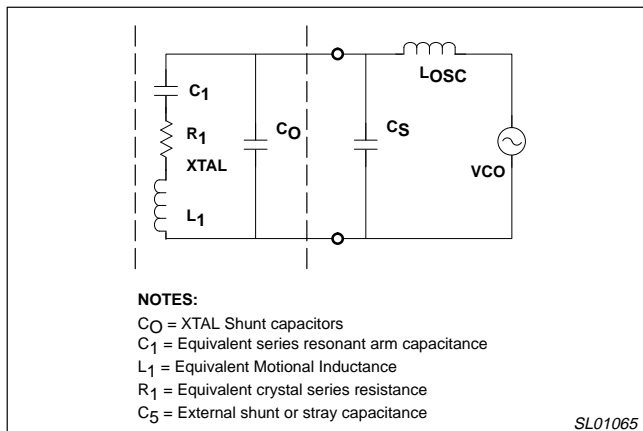 C1
R1
XTAL
L1
CO
CS
LOSC
VCO
NOTES:
CO = XTAL Shunt capacitors
C1 = Equivalent series resonant arm capacitance
L1 = Equivalent Motional Inductance
R1 = Equivalent crystal series resistance
C5 = External shunt or stray capacitance
SL01065